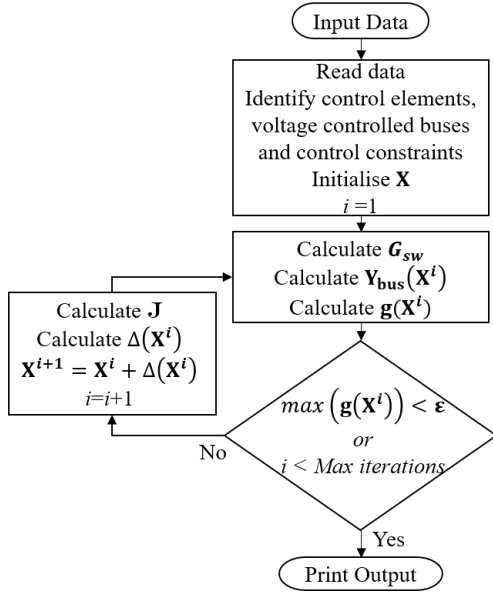 Input Data
Read data
Identify control elements,
voltage controlled buses
and control constraints
Initialise X
i =1
Calculate G_sw
Calculate Y_bus(X^i)
Calculate g(X^i)
max (g(X^i)) < ε
or
i < Max iterations
No
Calculate J
Calculate Δ(X^i)
X^{i+1} = X^i + Δ(X^i)
i=i+1
Yes
Print Output